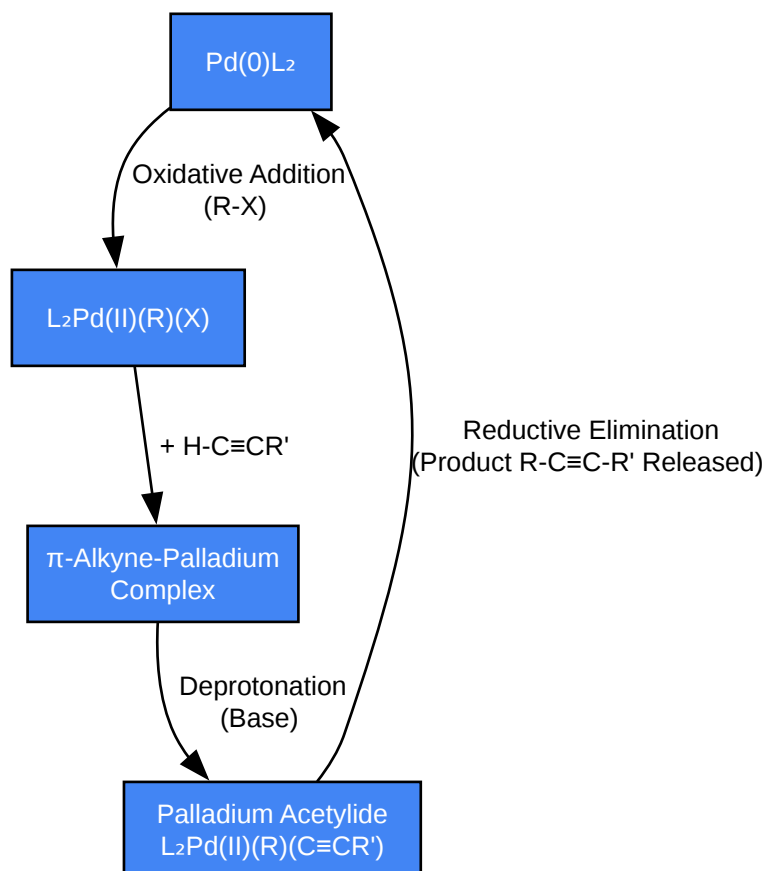 Pd(0)L₂
Oxidative Addition
(R-X)
L₂Pd(II)(R)(X)
+ H-C≡CR'
Reductive Elimination
(Product R-C≡C-R' Released)
π-Alkyne-Palladium
Complex
Deprotonation
(Base)
Palladium Acetylide
L₂Pd(II)(R)(C≡CR')